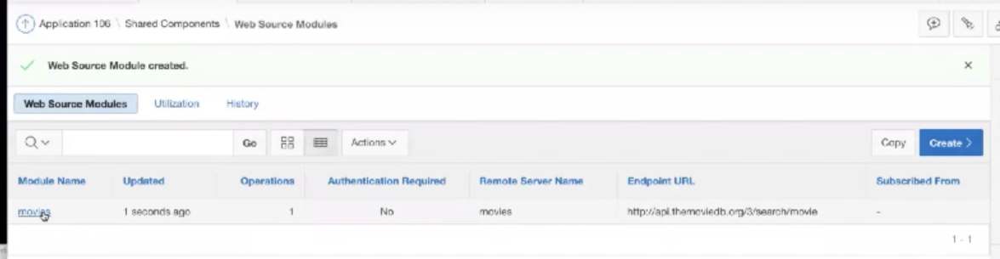 Application 106 \ Shared Components \ Web Source Modules
Web Source Module created.
Web Source Modules Utilization History
Go Actions Copy Create
Module Name Updated Operations Authentication Required Remote Server Name Endpoint URL Subscribed From
movies 1 seconds ago 1 No movies http://api.themoviedb.org/3/search/movie -
1 - 1